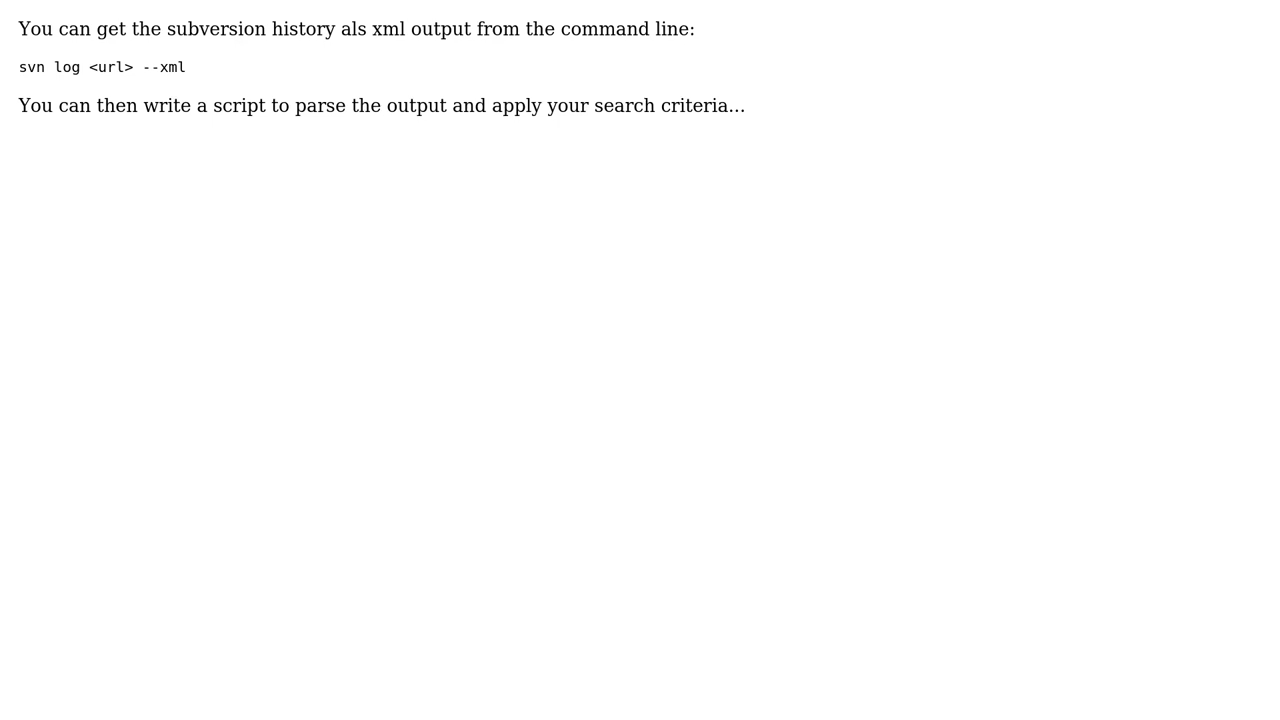 You can get the subversion history als xml output from the command line:
svn log <url> --xml
You can then write a script to parse the output and apply your search criteria...